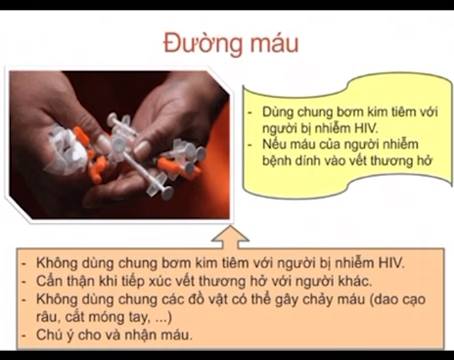 Đường máu
- Dùng chung bơm kim tiêm với
người bị nhiễm HIV.
- Nếu máu của người nhiễm
bệnh dính vào vết thương hở
- Không dùng chung bơm kim tiêm với người bị nhiễm HIV.
- Cẩn thận khi tiếp xúc vết thương hở với người khác.
- Không dùng chung các đồ vật có thể gây chảy máu (dao cạo
râu, cắt móng tay, ...)
- Chú ý cho và nhận máu.